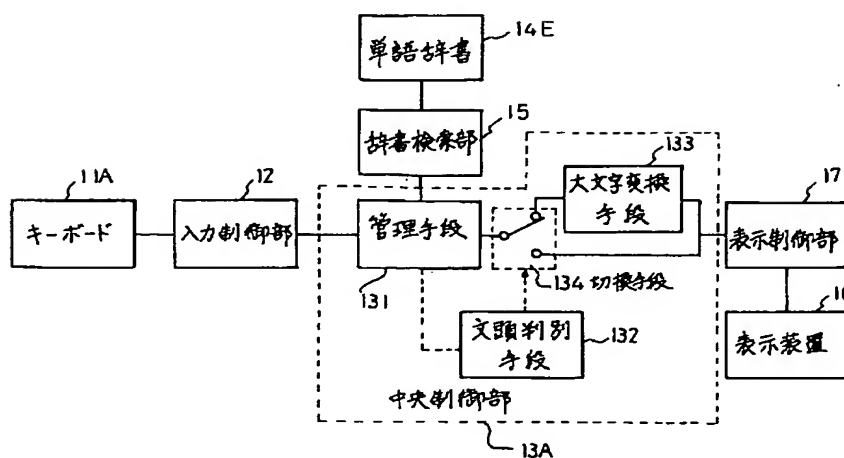 14E
単語辞書
15
辞書検索部
133
大文字変換
手段
11A
12
17
キーボード
入力制御部
管理手段
表示制御部
131
134 切換手段
文頭判別
手段
132
表示装置
中央制御部
13A